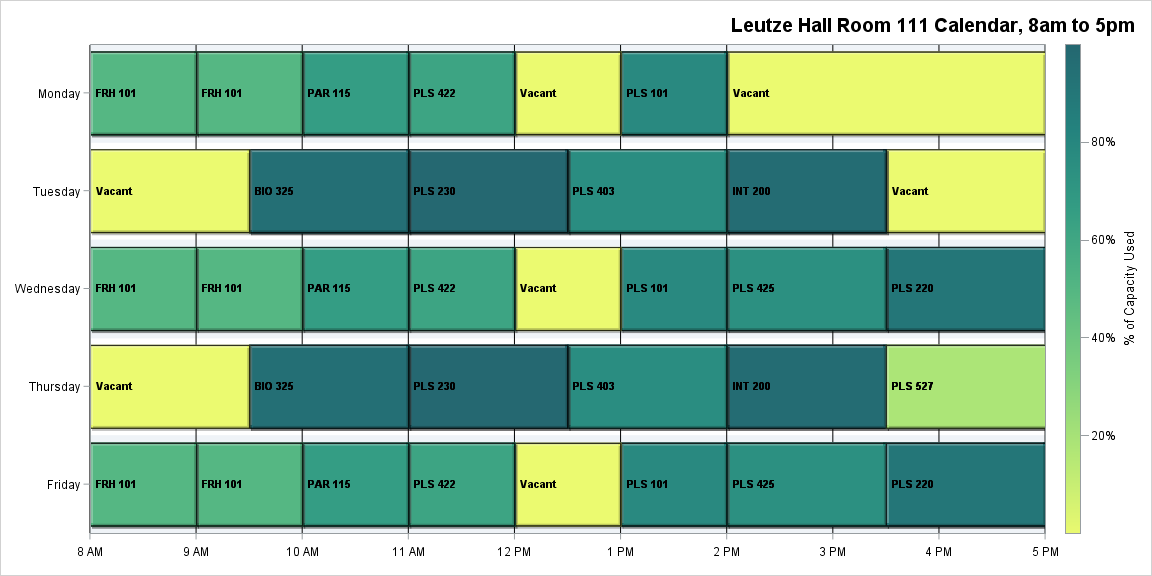 Leutze Hall Room 111 Calendar, 8am to 5pm
Monday
FRH 101
FRH 101
PAR 115
PLS 422
Vacant
PLS 101
Vacant
Tuesday
Vacant
BIO 325
PLS 230
PLS 403
INT 200
Vacant
Wednesday
FRH 101
FRH 101
PAR 115
PLS 422
Vacant
PLS 101
PLS 425
PLS 220
Thursday
Vacant
BIO 325
PLS 230
PLS 403
INT 200
PLS 527
Friday
FRH 101
FRH 101
PAR 115
PLS 422
Vacant
PLS 101
PLS 425
PLS 220
8 AM
9 AM
10 AM
11 AM
12 PM
1 PM
2 PM
3 PM
4 PM
5 PM
80%
60%
40%
20%
% of Capacity Used